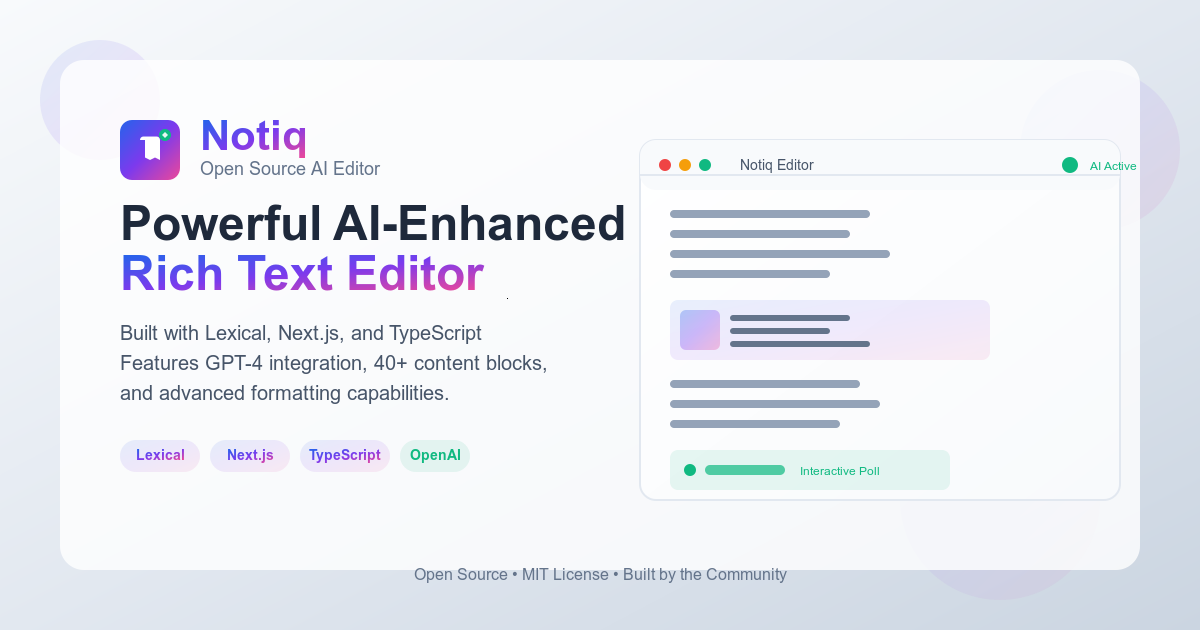 Notiq
Open Source AI Editor
Powerful AI-Enhanced
Rich Text Editor
Built with Lexical, Next.js, and TypeScript
Features GPT-4 integration, 40+ content blocks,
and advanced formatting capabilities.
Lexical Next.js TypeScript OpenAI
Notiq Editor AI Active
Interactive Poll
Open Source • MIT License • Built by the Community